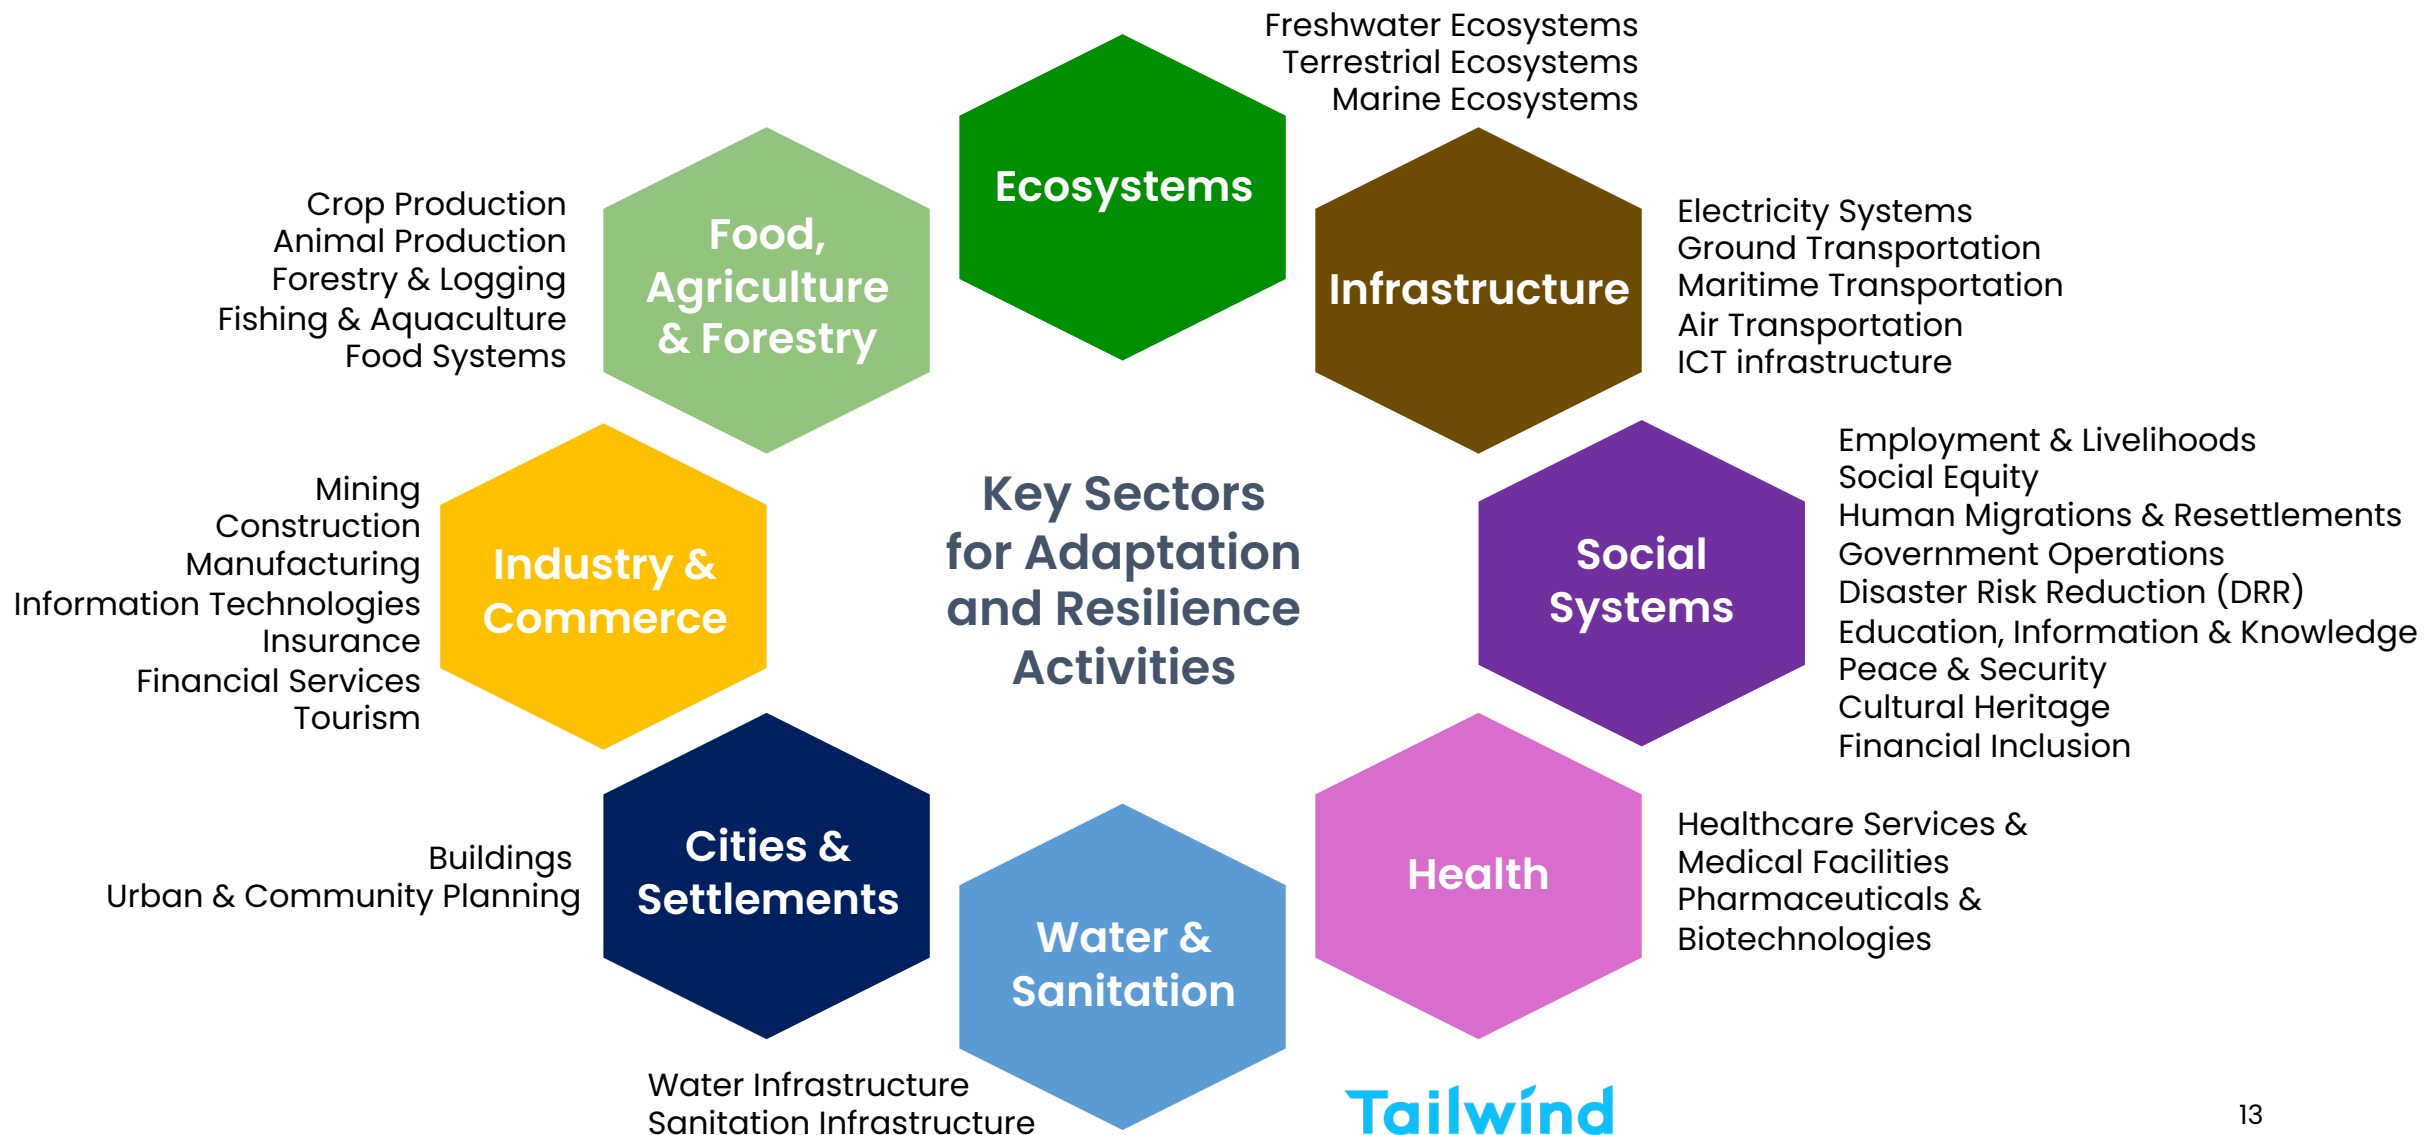 Freshwater Ecosystems
Terrestrial Ecosystems
Marine Ecosystems
Ecosystems
Infrastructure
Electricity Systems
Ground Transportation
Maritime Transportation
Air Transportation
ICT infrastructure
Crop Production
Animal Production
Forestry & Logging
Fishing & Aquaculture
Food Systems
Food,
Agriculture
& Forestry
Key Sectors
for Adaptation
and Resilience
Activities
Social
Systems
Employment & Livelihoods
Social Equity
Human Migrations & Resettlements
Government Operations
Disaster Risk Reduction (DRR)
Education, Information & Knowledge
Peace & Security
Cultural Heritage
Financial Inclusion
Mining
Construction
Manufacturing
Information Technologies
Insurance
Financial Services
Tourism
Industry &
Commerce
Buildings
Urban & Community Planning
Cities &
Settlements
Health
Healthcare Services &
Medical Facilities
Pharmaceuticals &
Biotechnologies
Water &
Sanitation
Water Infrastructure
Sanitation Infrastructure
Tailwind
13